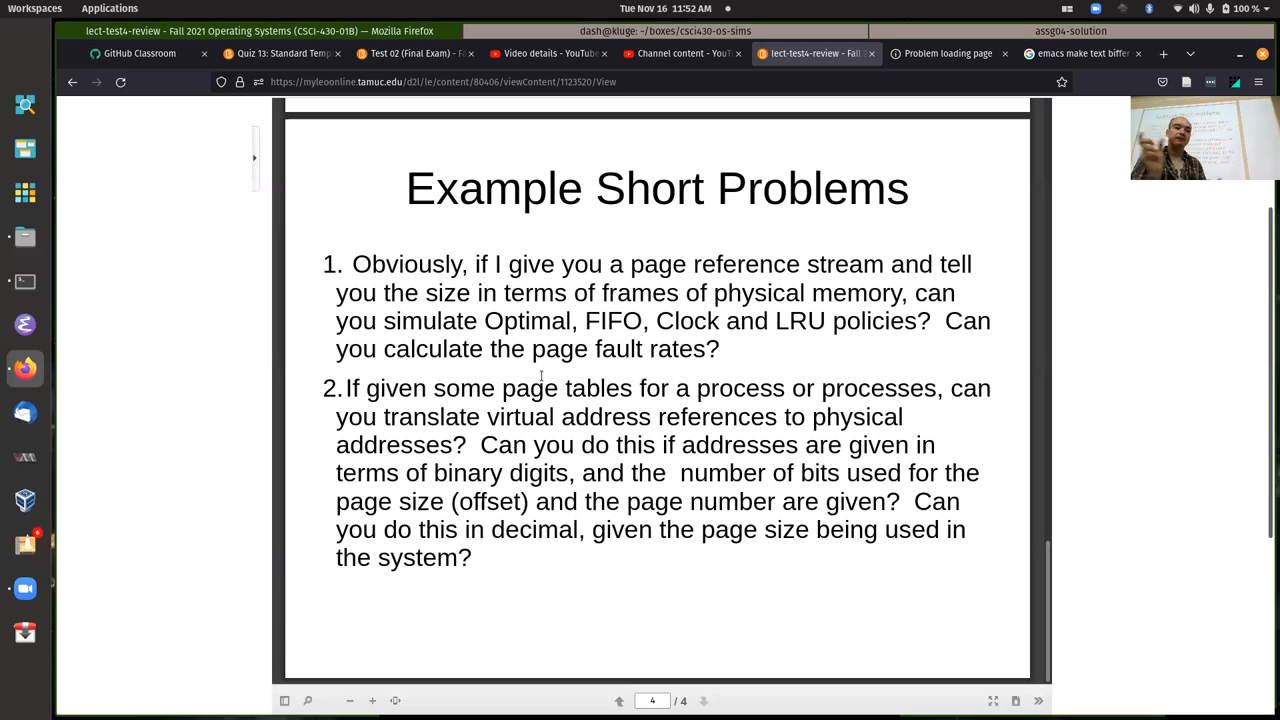 Workspaces Applications Tue Nov 16 11:52 AM 100 %
lect-test4-review - Fall 2021 Operating Systems (CSCI-430-01B) — Mozilla Firefox dash@kluge: ~/boxes/csci430-os-sims assg04-solution
GitHub Classroom Quiz 13: Standard Temp Test 02 (Final Exam) - Fa Video details - YouTube Channel content - YouT lect-test4-review - Fall 2 Problem loading page emacs make text differ
https://myleoonline.tamuc.edu/d2l/le/content/80406/viewContent/1123520/View
Example Short Problems
1. Obviously, if I give you a page reference stream and tell
you the size in terms of frames of physical memory, can
you simulate Optimal, FIFO, Clock and LRU policies? Can
you calculate the page fault rates?
2. If given some page tables for a process or processes, can
you translate virtual address references to physical
addresses? Can you do this if addresses are given in
terms of binary digits, and the number of bits used for the
page size (offset) and the page number are given? Can
you do this in decimal, given the page size being used in
the system?
4 / 4